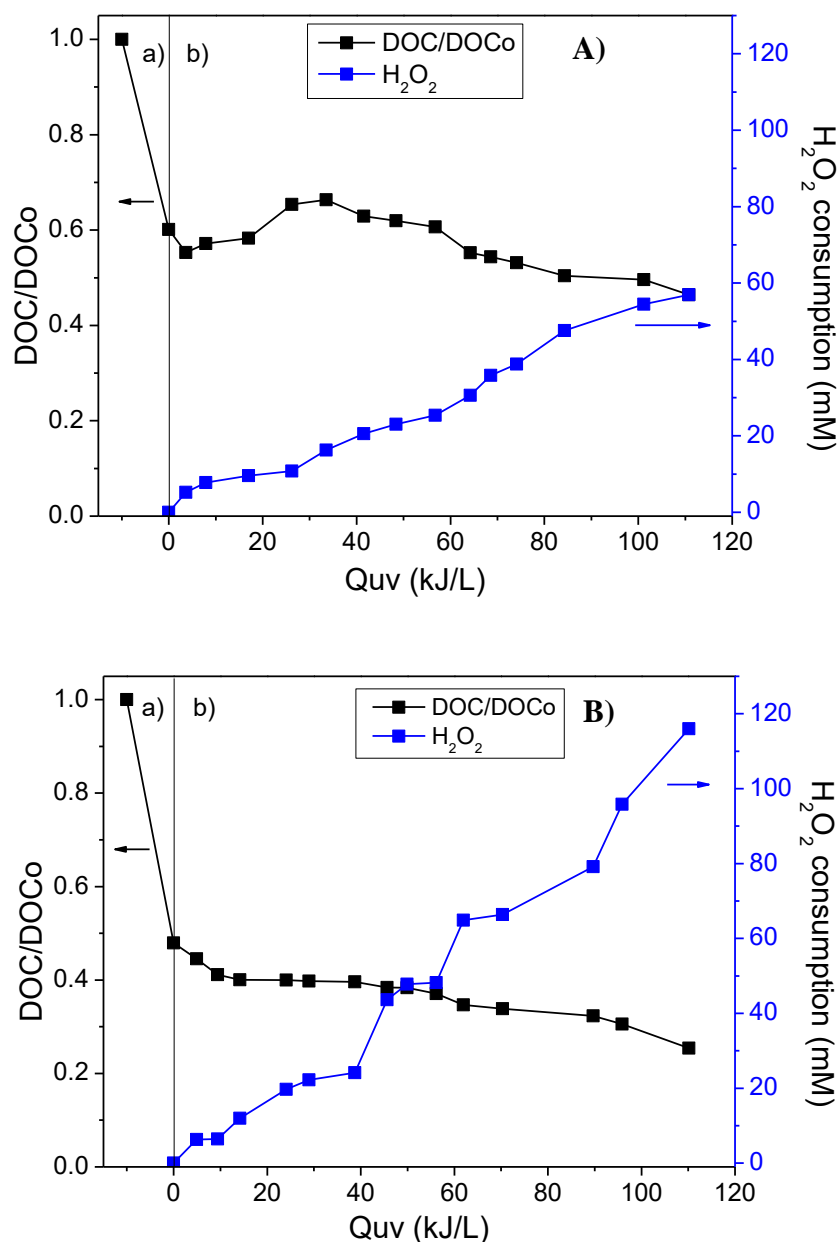 A)
a) b)
DOC/DOCo
H₂O₂
1.0
0.8
0.6
0.4
0.2
0.0
DOC/DOCo
120
100
80
60
40
20
0
H₂O₂ consumption (mM)
0 20 40 60 80 100 120
Quv (kJ/L)
B)
a) b)
DOC/DOCo
H₂O₂
1.0
0.8
0.6
0.4
0.2
0.0
DOC/DOCo
120
100
80
60
40
20
0
H₂O₂ consumption (mM)
0 20 40 60 80 100 120
Quv (kJ/L)